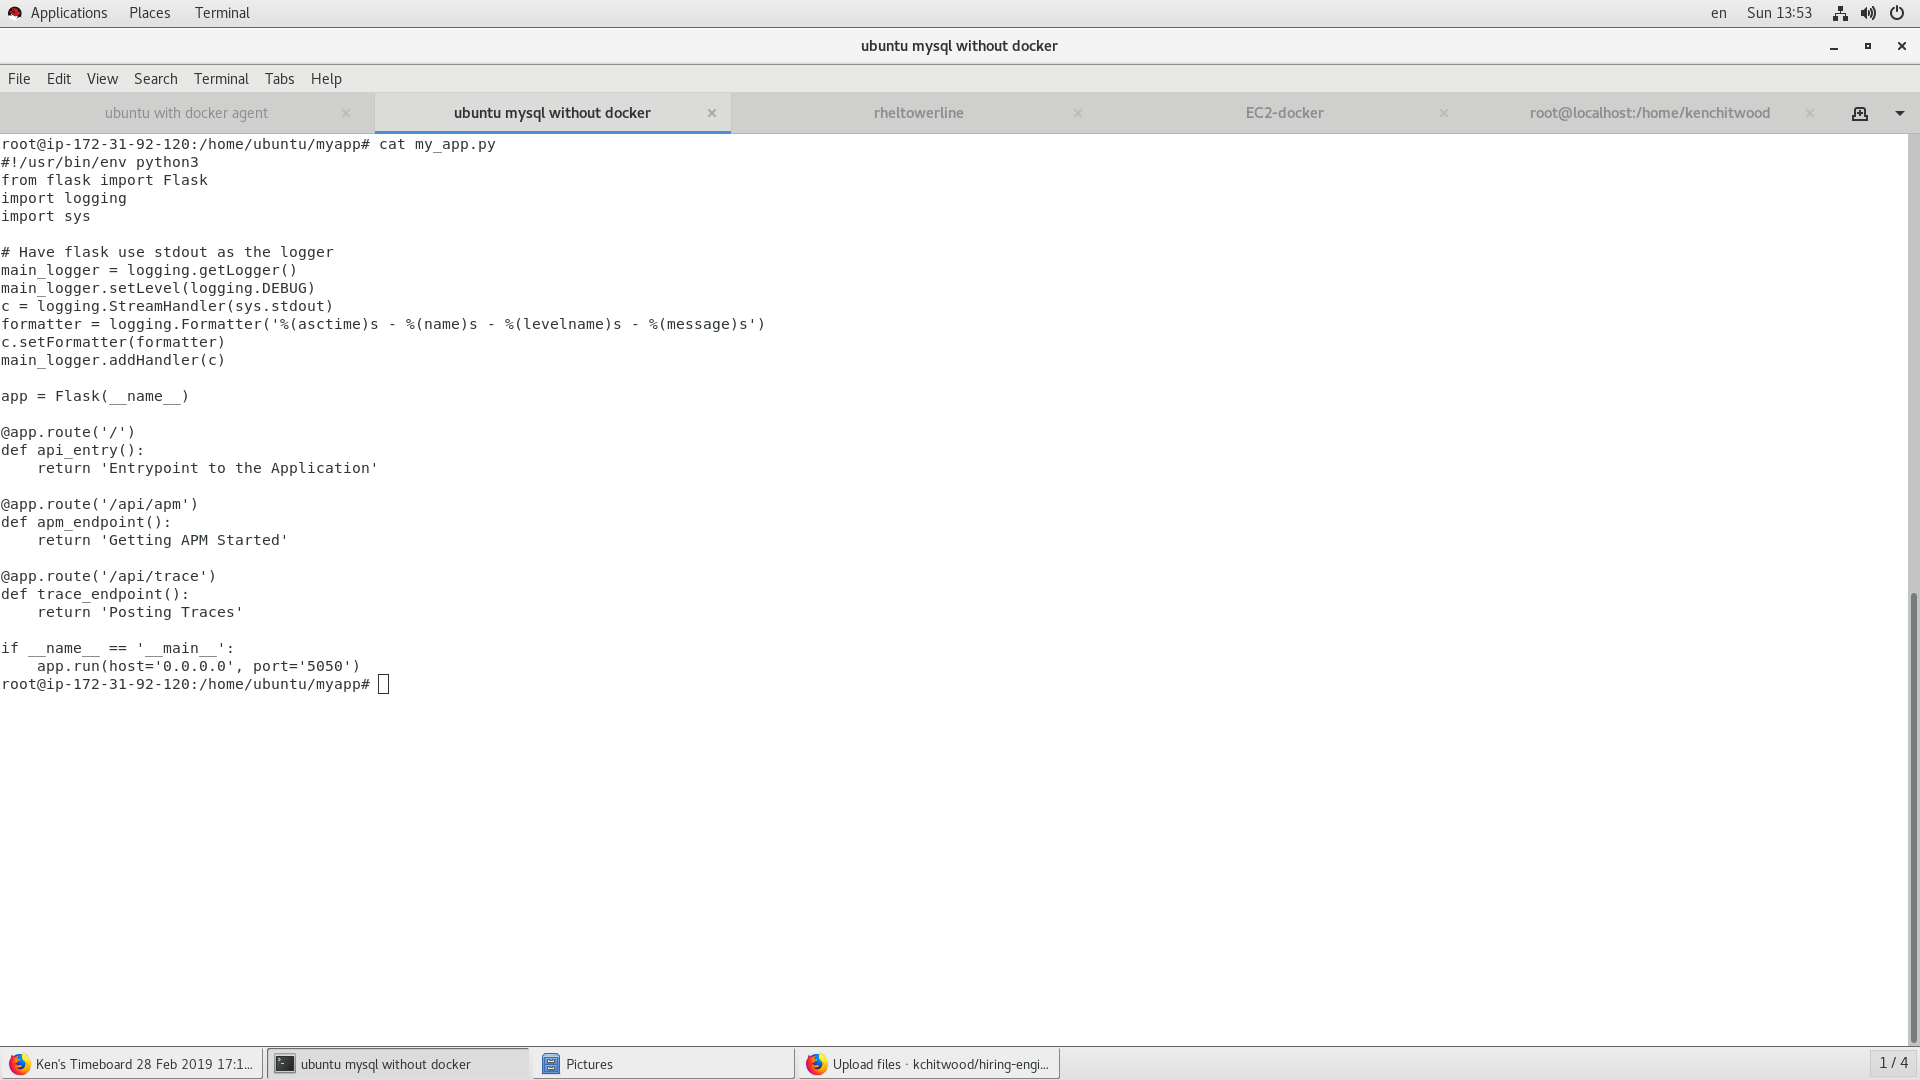 Applications Places Terminal en Sun 13:53
ubuntu mysql without docker
File Edit View Search Terminal Tabs Help
ubuntu with docker agent ubuntu mysql without docker rheltowerline EC2-docker root@localhost:/home/kenchitwood
root@ip-172-31-92-120:/home/ubuntu/myapp# cat my_app.py
#!/usr/bin/env python3
from flask import Flask
import logging
import sys

# Have flask use stdout as the logger
main_logger = logging.getLogger()
main_logger.setLevel(logging.DEBUG)
c = logging.StreamHandler(sys.stdout)
formatter = logging.Formatter('%(asctime)s - %(name)s - %(levelname)s - %(message)s')
c.setFormatter(formatter)
main_logger.addHandler(c)

app = Flask(__name__)

@app.route('/')
def api_entry():
    return 'Entrypoint to the Application'

@app.route('/api/apm')
def apm_endpoint():
    return 'Getting APM Started'

@app.route('/api/trace')
def trace_endpoint():
    return 'Posting Traces'

if __name__ == '__main__':
    app.run(host='0.0.0.0', port='5050')
root@ip-172-31-92-120:/home/ubuntu/myapp#
Ken's Timeboard 28 Feb 2019 17:1... ubuntu mysql without docker Pictures Upload files · kchitwood/hiring-engi... 1 / 4